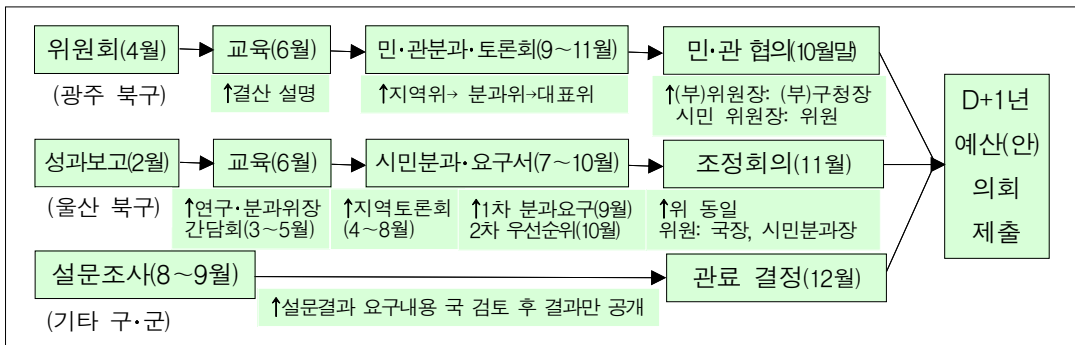 위원회(4월)
교육(6월)
민·관분과·토론회(9~11월)
민·관 협의(10월말)
(광주 북구)
↑결산 설명
↑지역위→ 분과위→대표위
↑(부)위원장: (부)구청장
시민 위원장: 위원
성과보고(2월)
교육(6월)
시민분과·요구서(7~10월)
조정회의(11월)
(울산 북구)
↑연구·분과위장
간담회(3~5월)
↑지역토론회
(4~8월)
↑1차 분과요구(9월)
2차 우선순위(10월)
↑위 동일
위원: 국장, 시민분과장
설문조사(8~9월)
관료 결정(12월)
(기타 구·군)
↑설문결과 요구내용 국 검토 후 결과만 공개
D+1년
예산(안)
의회
제출